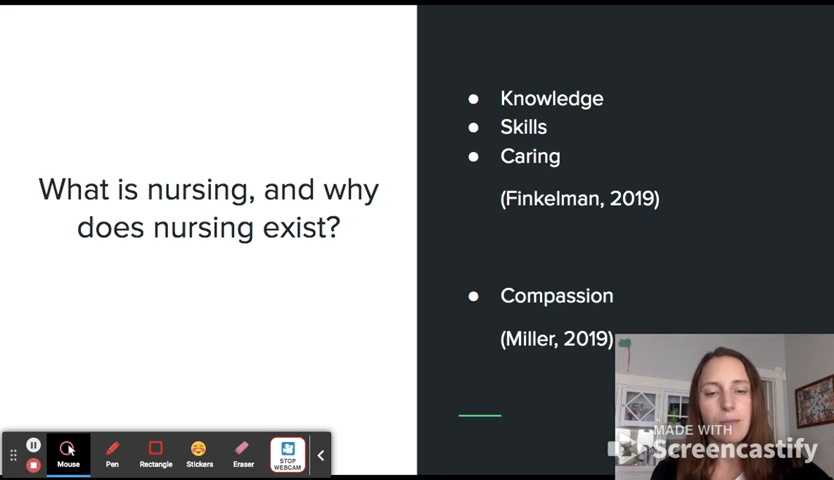 What is nursing, and why
does nursing exist?
● Knowledge
● Skills
● Caring
(Finkelman, 2019)
● Compassion
(Miller, 2019)
Mouse
Pen
Rectangle
Stickers
Eraser
STOP
WEBCAM
MADE WITH
Screencastify